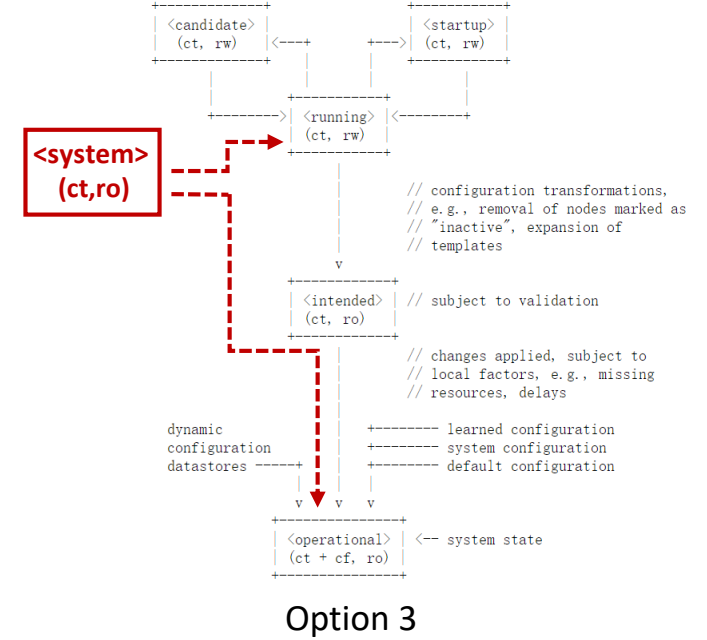 <candidate>
(ct, rw)
<startup>
(ct, rw)
<running>
(ct, rw)
<system>
(ct,ro)
// configuration transformations,
// e.g., removal of nodes marked as
// "inactive", expansion of
// templates
<intended>
(ct, ro)
// subject to validation
// changes applied, subject to
// local factors, e.g., missing
// resources, delays
dynamic
configuration
datastores
learned configuration
system configuration
default configuration
v v v
<operational>
(ct + cf, ro)
<-- system state
Option 3